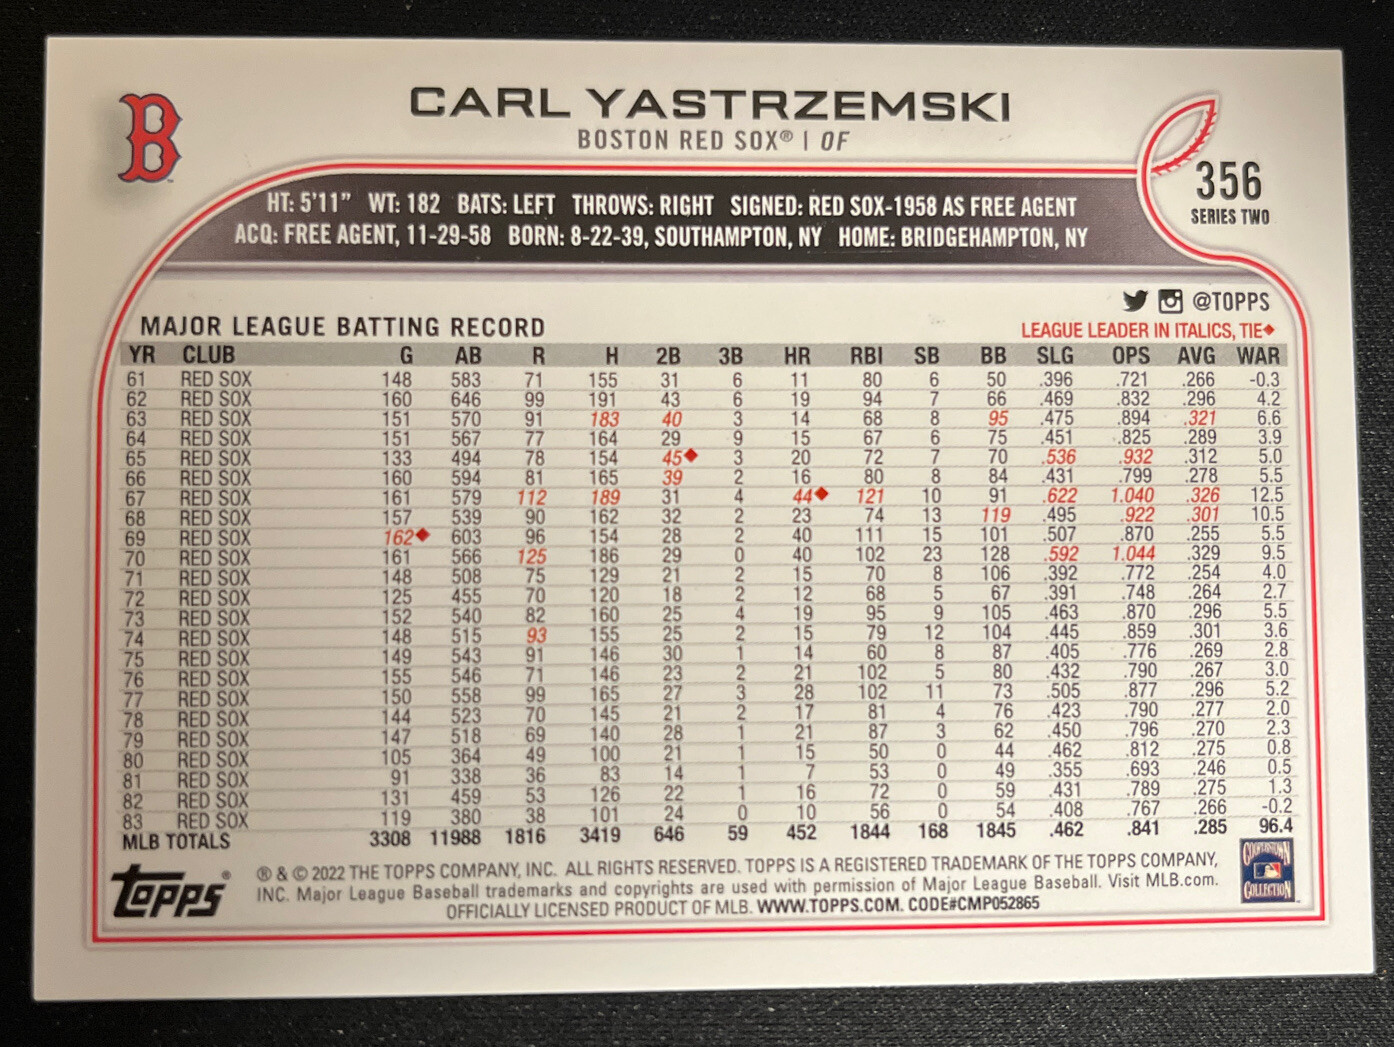 B
CARL YASTRZEMSKI
BOSTON RED SOX® | OF
356
SERIES TWO
HT: 5'11" WT: 182 BATS: LEFT THROWS: RIGHT SIGNED: RED SOX-1958 AS FREE AGENT
ACQ: FREE AGENT, 11-29-58 BORN: 8-22-39, SOUTHAMPTON, NY HOME: BRIDGEHAMPTON, NY
@TOPPS
MAJOR LEAGUE BATTING RECORD
LEAGUE LEADER IN ITALICS, TIE◆
YR CLUB G AB R H 2B 3B HR RBI SB BB SLG OPS AVG WAR
61 RED SOX 148 583 71 155 31 6 11 80 6 50 .396 .721 .266 -0.3
62 RED SOX 160 646 99 191 43 6 19 94 7 66 .469 .832 .296 4.2
63 RED SOX 151 570 91 183 40 3 14 68 8 95 .475 .894 .321 6.6
64 RED SOX 151 567 77 164 29 9 15 67 6 75 .451 .825 .289 3.9
65 RED SOX 133 494 78 154 45◆ 3 20 72 7 70 .536 .932 .312 5.0
66 RED SOX 160 594 81 165 39 2 16 80 8 84 .431 .799 .278 5.5
67 RED SOX 161 579 112 189 31 4 44◆ 121 10 91 .622 1.040 .326 12.5
68 RED SOX 157 539 90 162 32 2 23 74 13 119 .495 .922 .301 10.5
69 RED SOX 162◆ 603 96 154 28 2 40 111 15 101 .507 .870 .255 5.5
70 RED SOX 161 566 125 186 29 0 40 102 23 128 .592 1.044 .329 9.5
71 RED SOX 148 508 75 129 21 2 15 70 8 106 .392 .772 .254 4.0
72 RED SOX 125 455 70 120 18 2 12 68 5 67 .391 .748 .264 2.7
73 RED SOX 152 540 82 160 25 4 19 95 9 105 .463 .870 .296 5.5
74 RED SOX 148 515 93 155 25 2 15 79 12 104 .445 .859 .301 3.6
75 RED SOX 149 543 91 146 30 1 14 60 8 87 .405 .776 .269 2.8
76 RED SOX 155 546 71 146 23 2 21 102 5 80 .432 .790 .267 3.0
77 RED SOX 150 558 99 165 27 3 28 102 11 73 .505 .877 .296 5.2
78 RED SOX 144 523 70 145 21 2 17 81 4 76 .423 .790 .277 2.0
79 RED SOX 147 518 69 140 28 1 21 87 3 62 .450 .796 .270 2.3
80 RED SOX 105 364 49 100 21 1 15 50 0 44 .462 .812 .275 0.8
81 RED SOX 91 338 36 83 14 1 7 53 0 49 .355 .693 .246 0.5
82 RED SOX 131 459 53 126 22 1 16 72 0 59 .431 .789 .275 1.3
83 RED SOX 119 380 38 101 24 0 10 56 0 54 .408 .767 .266 -0.2
MLB TOTALS 3308 11988 1816 3419 646 59 452 1844 168 1845 .462 .841 .285 96.4
Topps®
® & © 2022 THE TOPPS COMPANY, INC. ALL RIGHTS RESERVED. TOPPS IS A REGISTERED TRADEMARK OF THE TOPPS COMPANY,
INC. Major League Baseball trademarks and copyrights are used with permission of Major League Baseball. Visit MLB.com.
OFFICIALLY LICENSED PRODUCT OF MLB. WWW.TOPPS.COM. CODE#CMP052865
COOPERSTOWN
COLLECTION